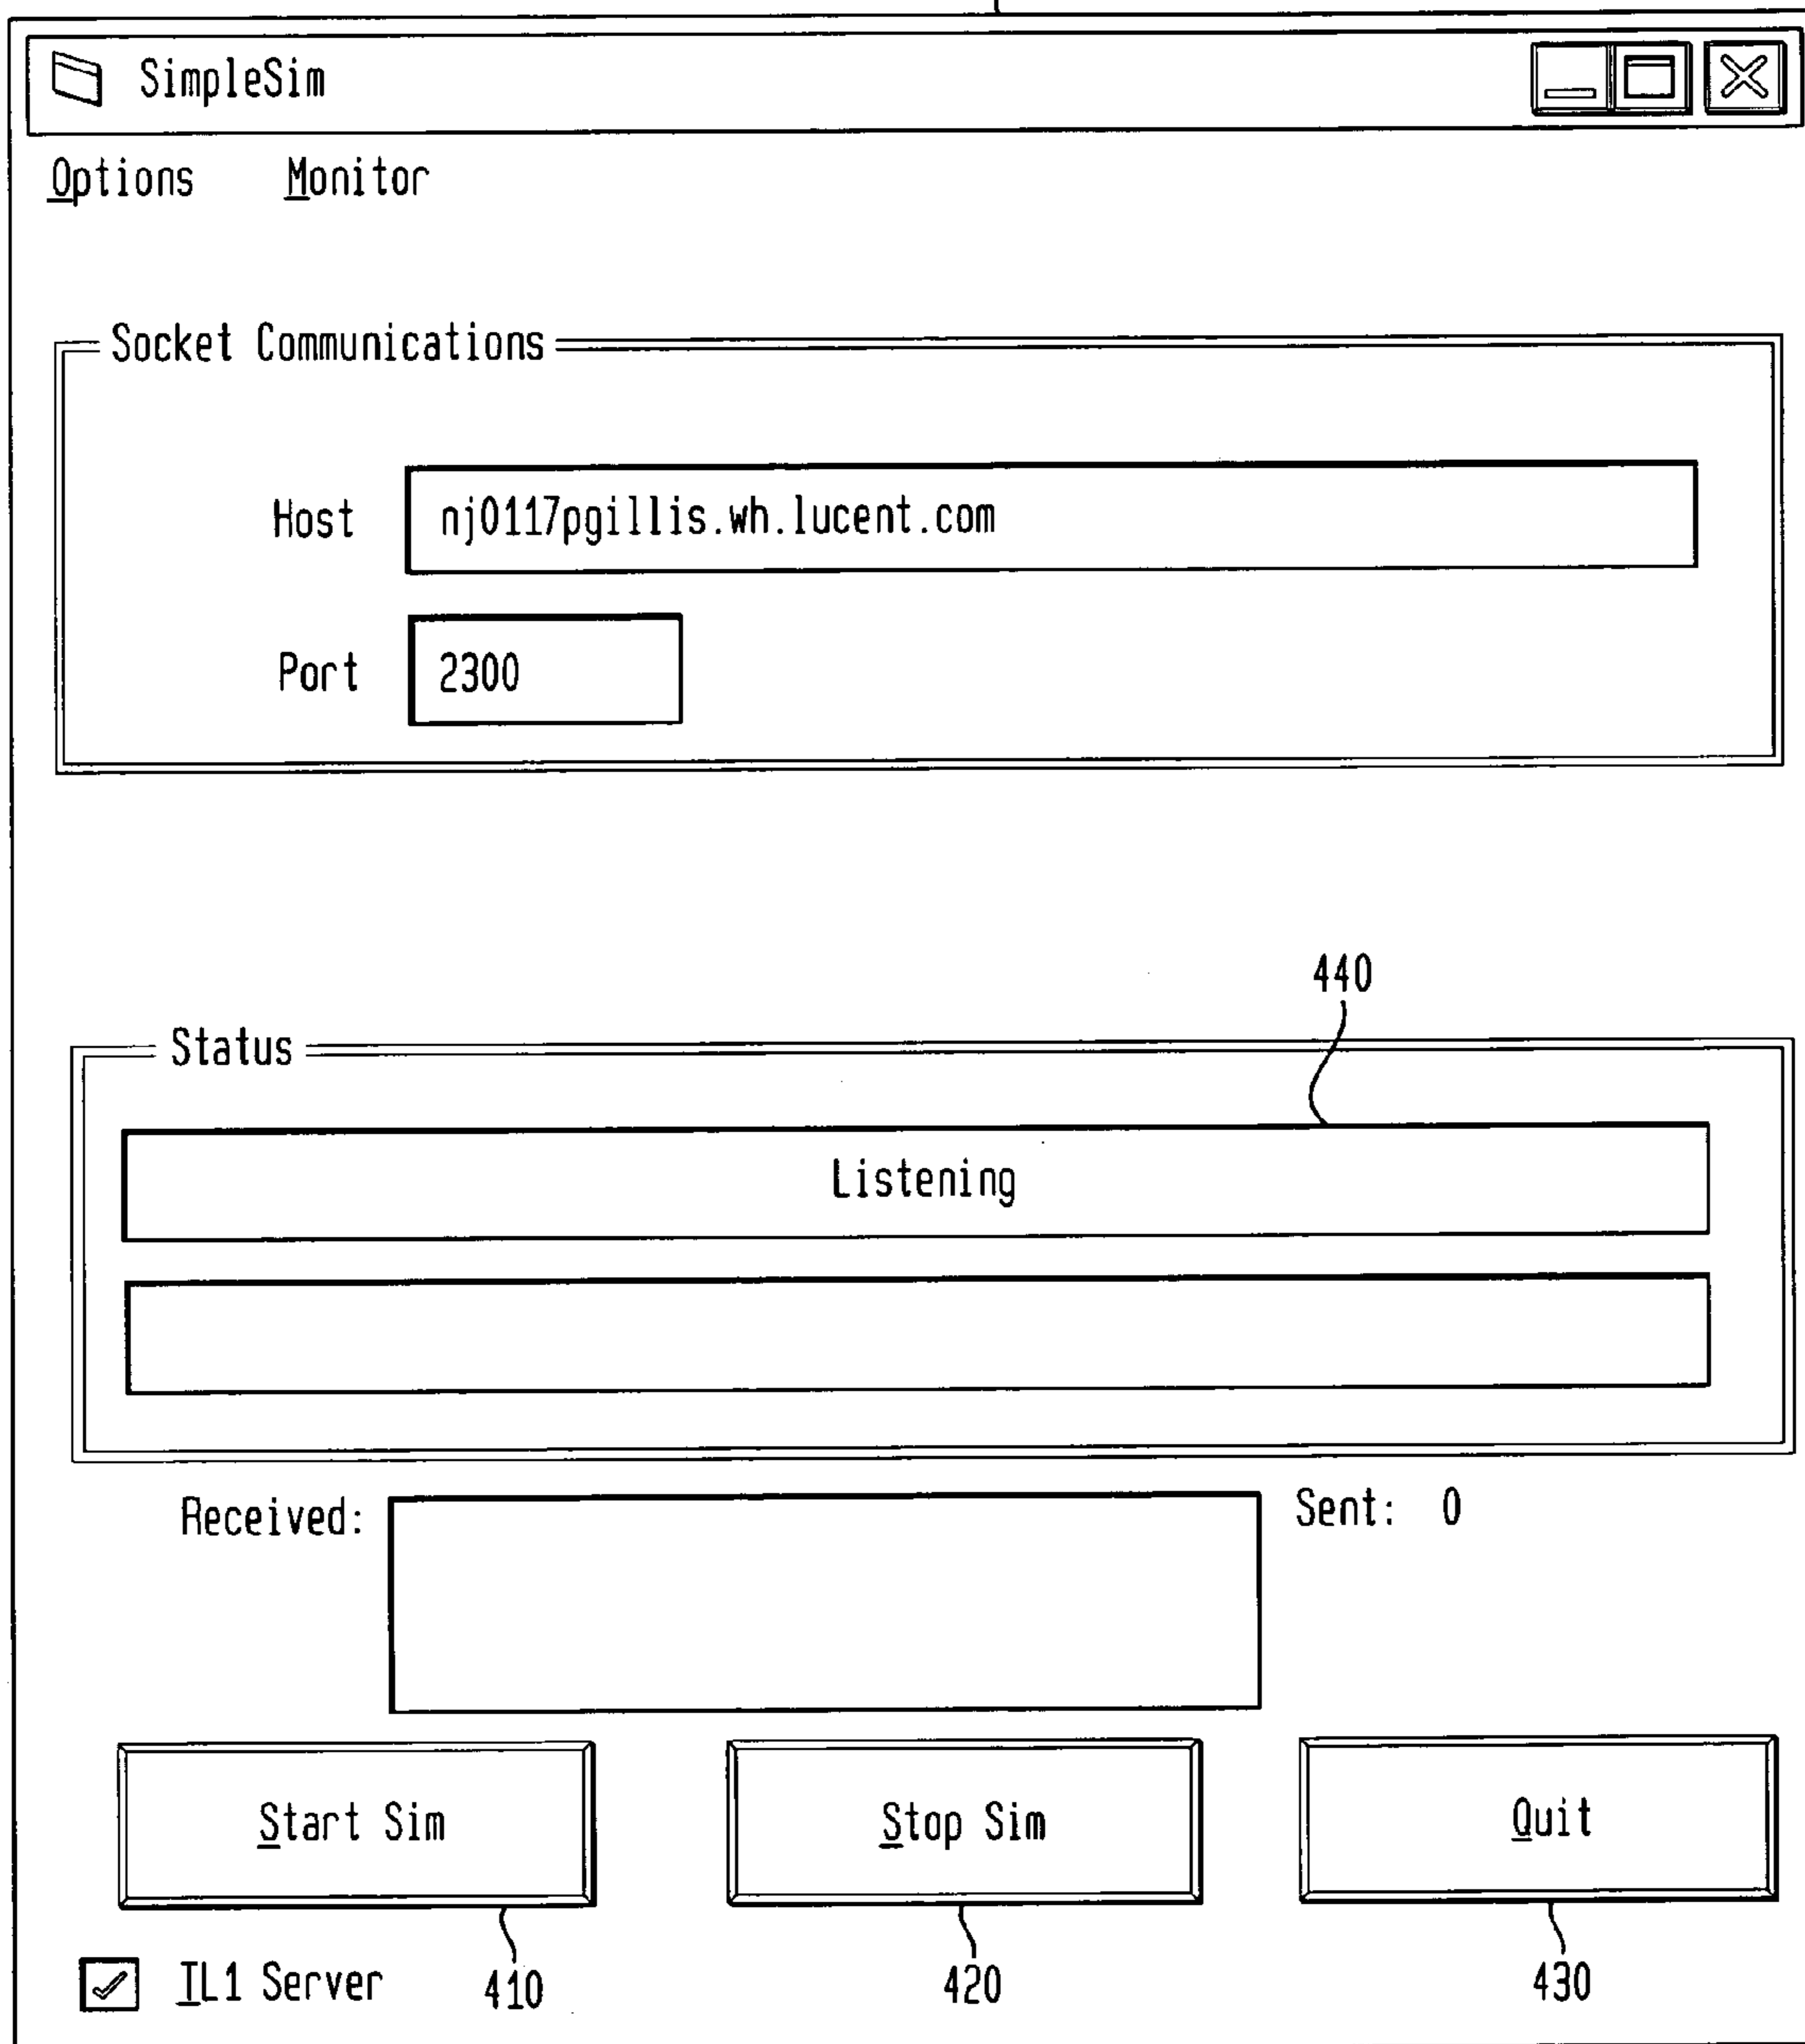 SimpleSim
Options Monitor
Socket Communications
Host nj0117pgillis.wh.lucent.com
Port 2300
440
Status
Listening
Received: Sent: 0
Start Sim Stop Sim Quit
TL1 Server 410 420 430